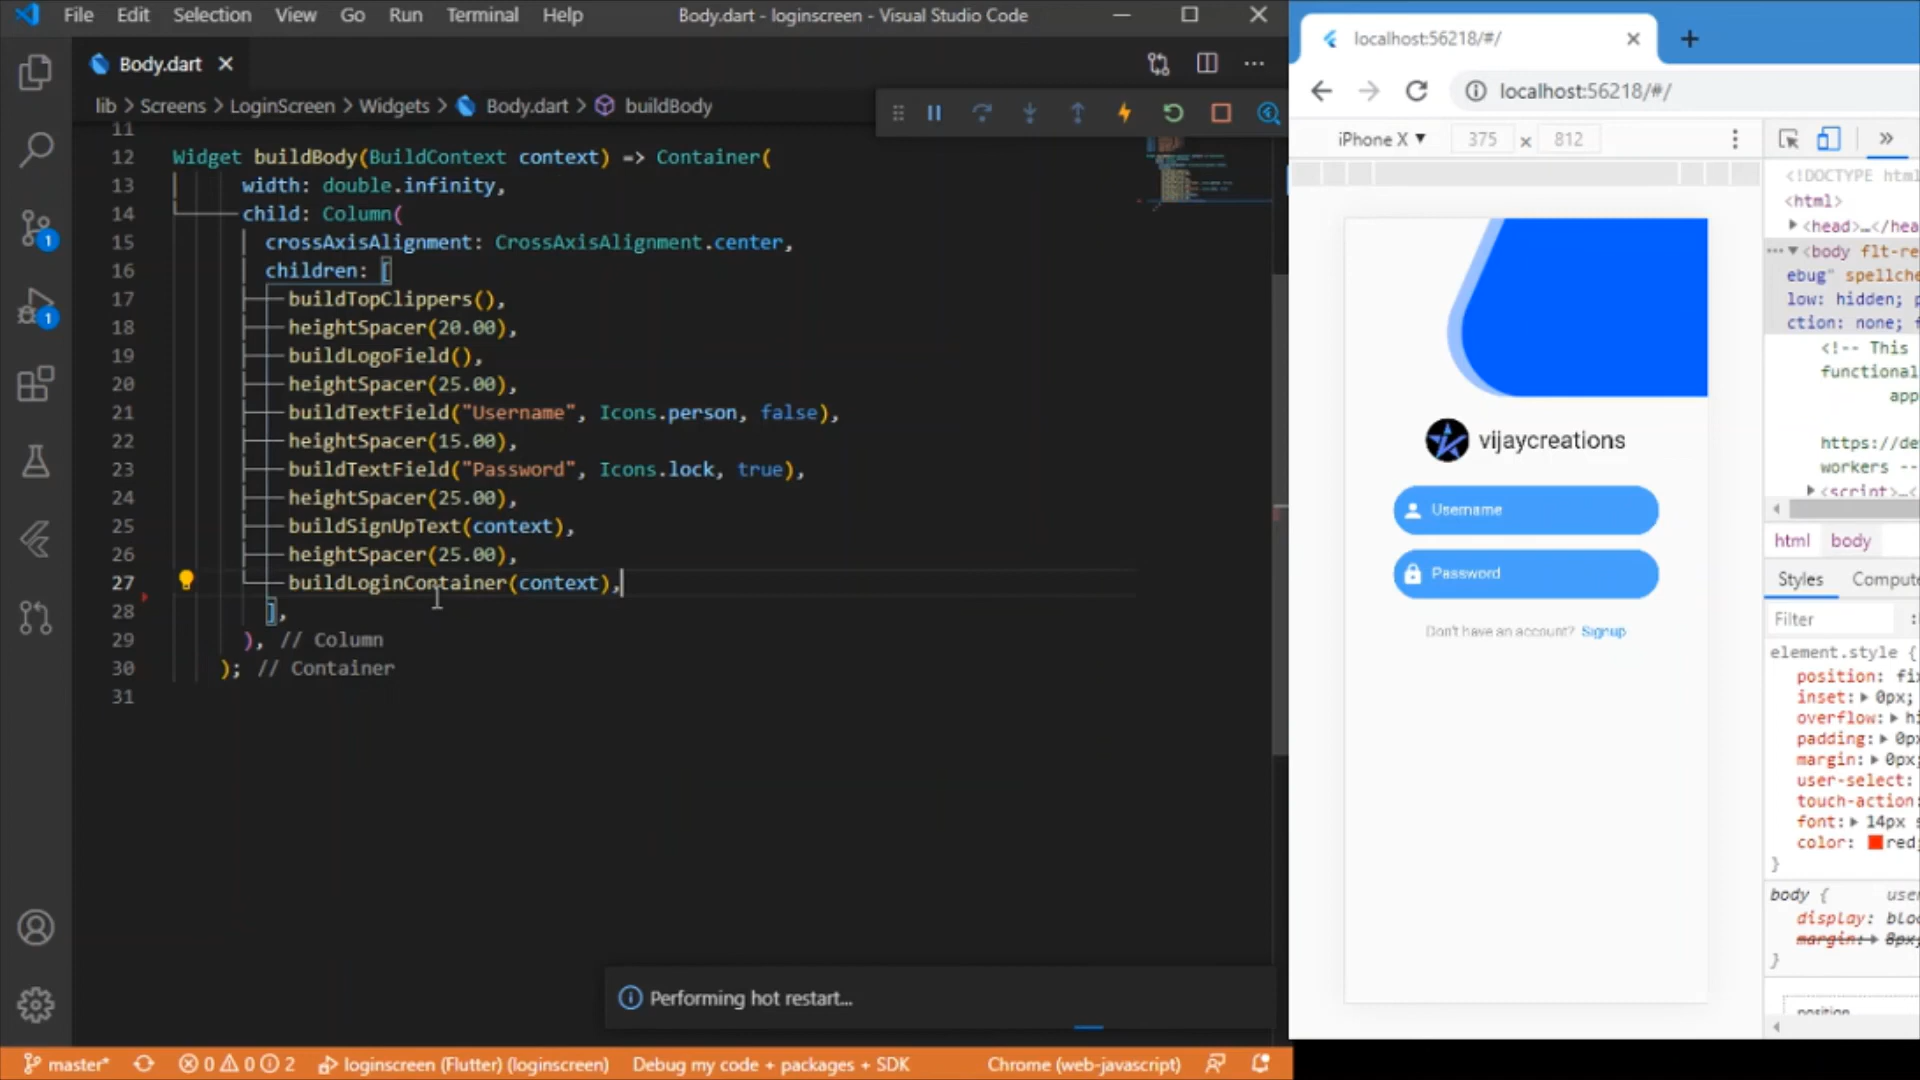 File Edit Selection View Go Run Terminal Help
Body.dart - loginscreen - Visual Studio Code
Body.dart
lib > Screens > LoginScreen > Widgets > Body.dart > buildBody
11
12 Widget buildBody(BuildContext context) => Container(
13 width: double.infinity,
14 child: Column(
15 crossAxisAlignment: CrossAxisAlignment.center,
16 children: [
17 buildTopClippers(),
18 heightSpacer(20.00),
19 buildLogoField(),
20 heightSpacer(25.00),
21 buildTextField("Username", Icons.person, false),
22 heightSpacer(15.00),
23 buildTextField("Password", Icons.lock, true),
24 heightSpacer(25.00),
25 buildSignUpText(context),
26 heightSpacer(25.00),
27 buildLoginContainer(context),
28 ],
29 ), // Column
30 ); // Container
31
1
1
Performing hot restart...
master* 0 0 2 loginscreen (Flutter) (loginscreen) Debug my code + packages + SDK Chrome (web-javascript)
localhost:56218/#/
localhost:56218/#/
iPhone X 375 x 812
vijaycreations
Username
Password
Don't have an account? Signup
<!DOCTYPE html
<html>
<head>…</hea
<body flt-re
ebug" spellche
low: hidden; p
ction: none; f
<!-- This
functional
app
https://de
workers --
<script>…<
html body
Styles Compute
Filter
element.style {
position: fix
inset: 0px;
overflow: hi
padding: 0px
margin: 0px;
user-select:
touch-action:
font: 14px s
color: red;
}
body { user
display: bloc
margin: 8px;
}
position